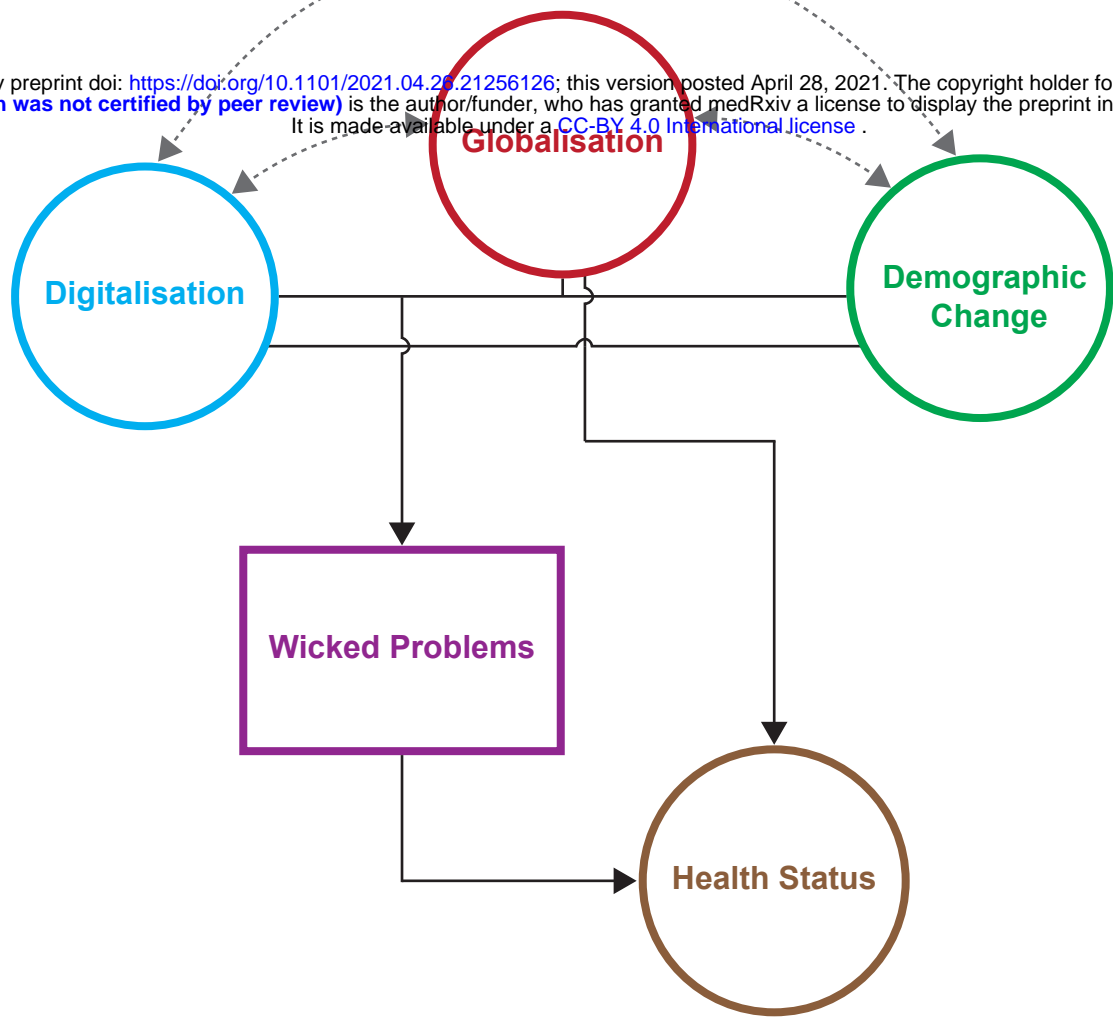 y preprint doi: https://doi.org/10.1101/2021.04.26.21256126; this version posted April 28, 2021. The copyright holder fo
n was not certified by peer review) is the author/funder, who has granted medRxiv a license to display the preprint in
It is made available under a CC-BY 4.0 International license .
Globalisation
Digitalisation
Demographic
Change
Wicked Problems
Health Status